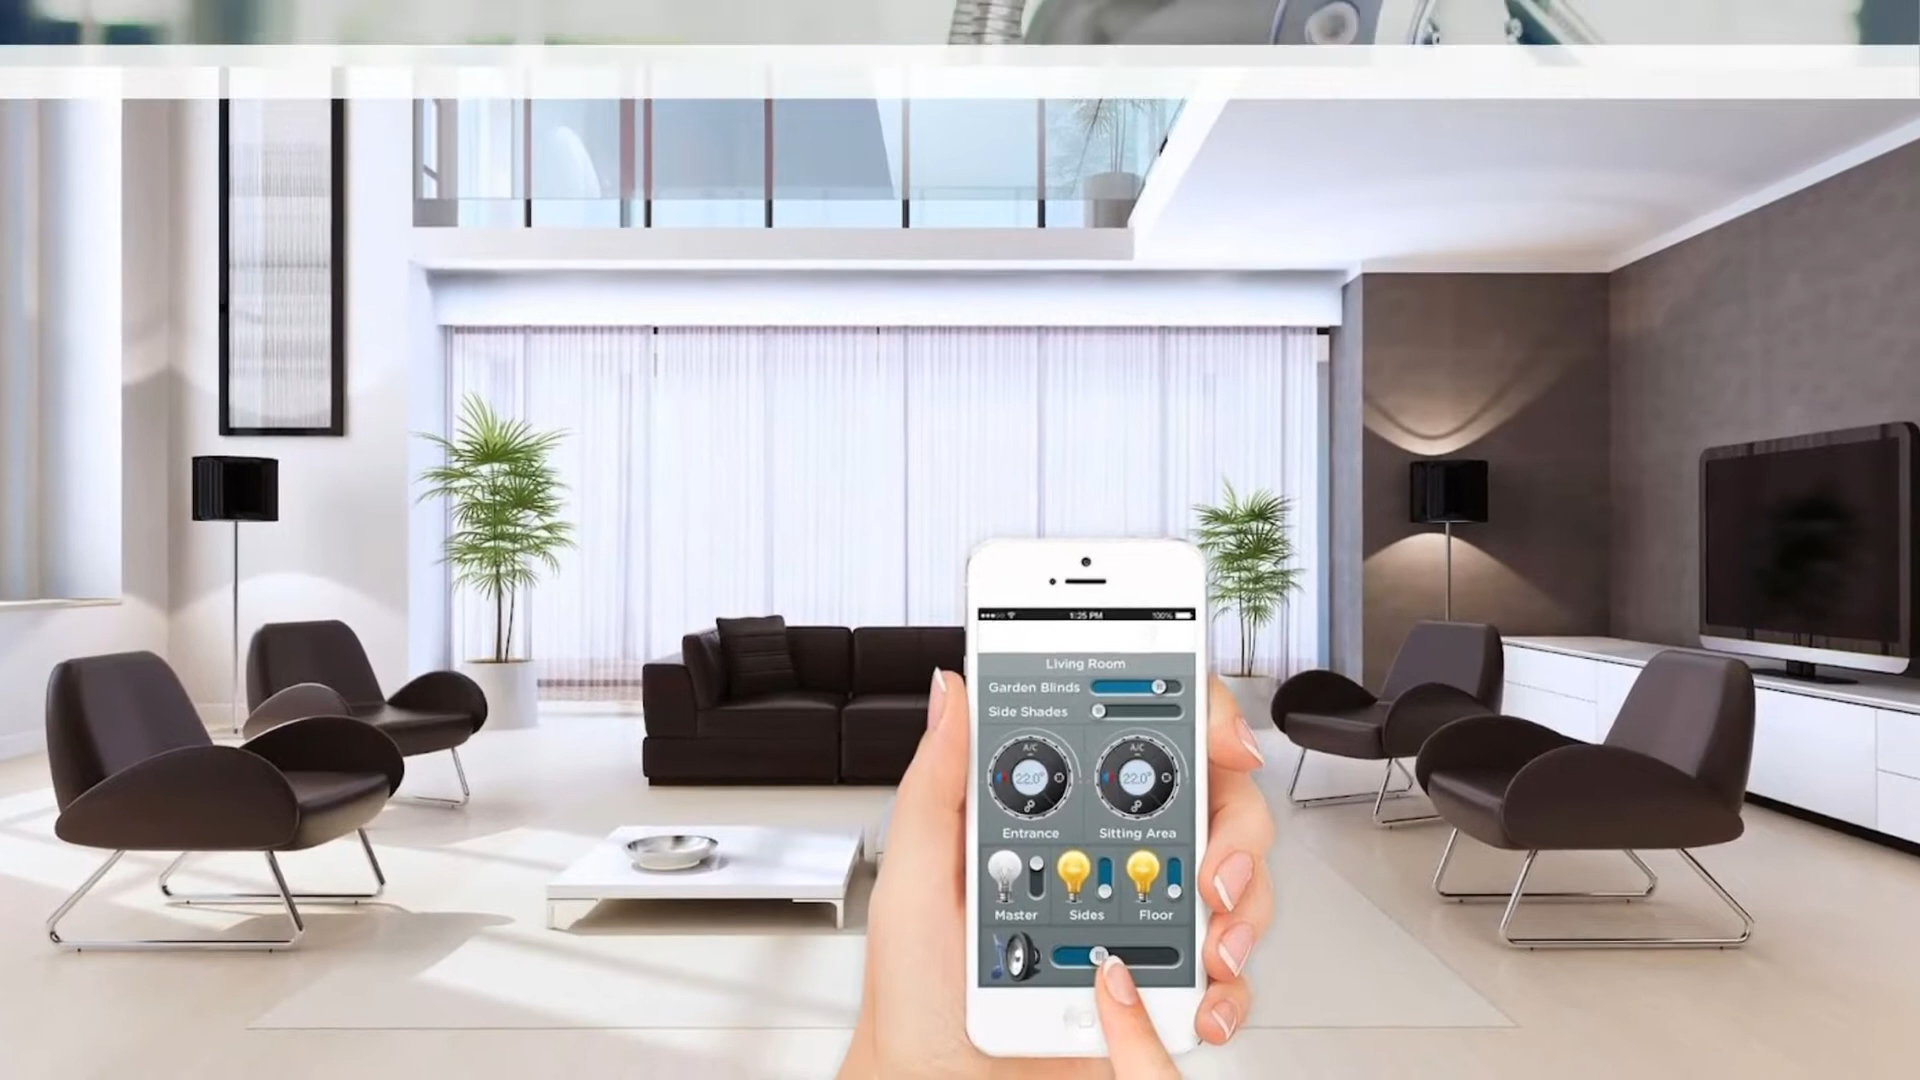 1:25 PM 100%
Living Room
Garden Blinds
Side Shades
A/C A/C
22.0° 22.0°
Entrance Sitting Area
Master Sides Floor